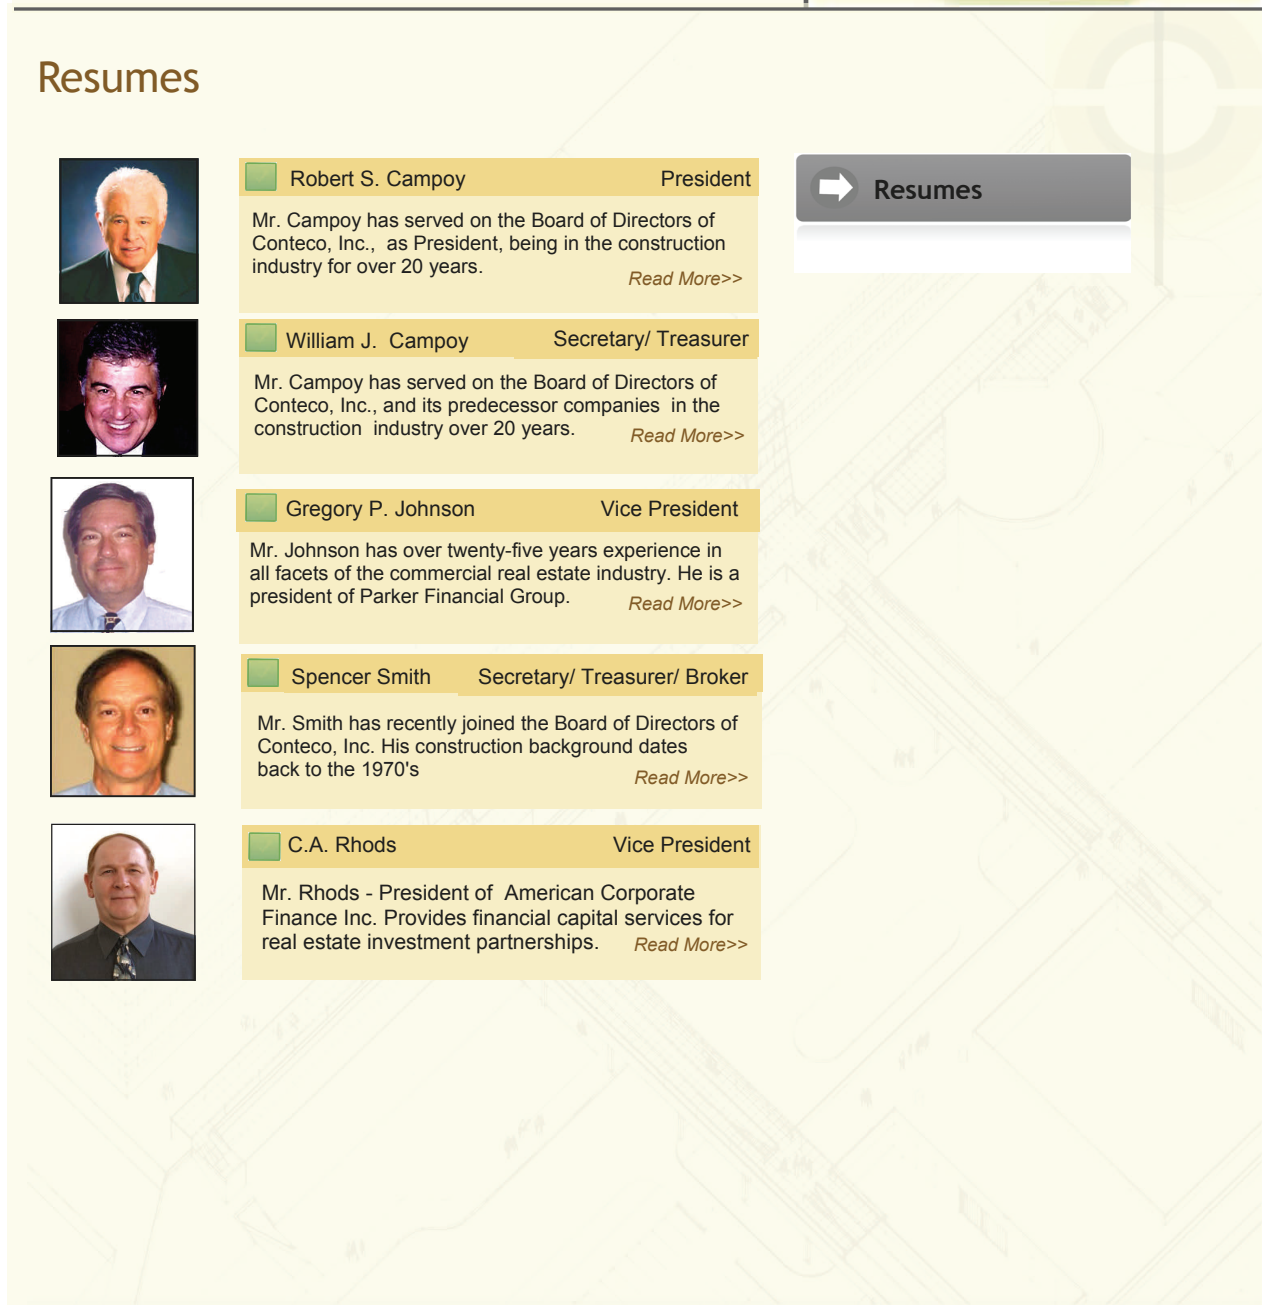 Resumes
Robert S. Campoy President
Mr. Campoy has served on the Board of Directors of
Conteco, Inc., as President, being in the construction
industry for over 20 years.
Read More>>
William J. Campoy Secretary/ Treasurer
Mr. Campoy has served on the Board of Directors of
Conteco, Inc., and its predecessor companies in the
construction industry over 20 years.
Read More>>
Gregory P. Johnson Vice President
Mr. Johnson has over twenty-five years experience in
all facets of the commercial real estate industry. He is a
president of Parker Financial Group.
Read More>>
Spencer Smith Secretary/ Treasurer/ Broker
Mr. Smith has recently joined the Board of Directors of
Conteco, Inc. His construction background dates
back to the 1970's
Read More>>
C.A. Rhods Vice President
Mr. Rhods - President of American Corporate
Finance Inc. Provides financial capital services for
real estate investment partnerships.
Read More>>
Resumes